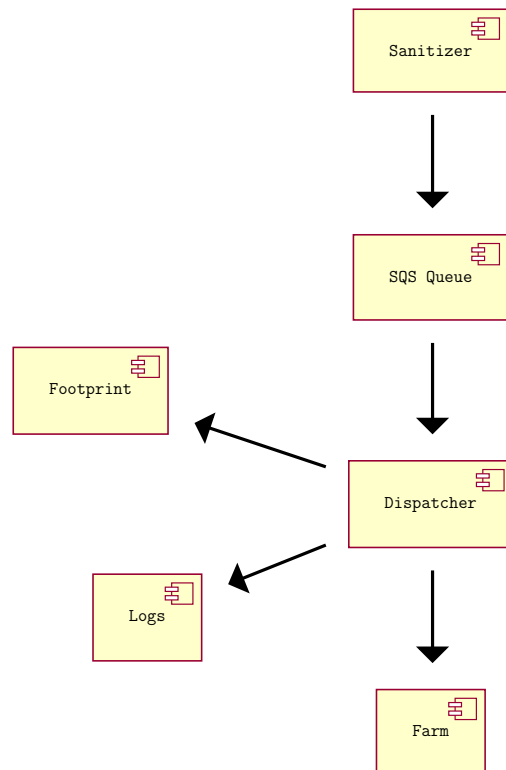 Sanitizer
SQS Queue
Footprint
Dispatcher
Logs
Farm